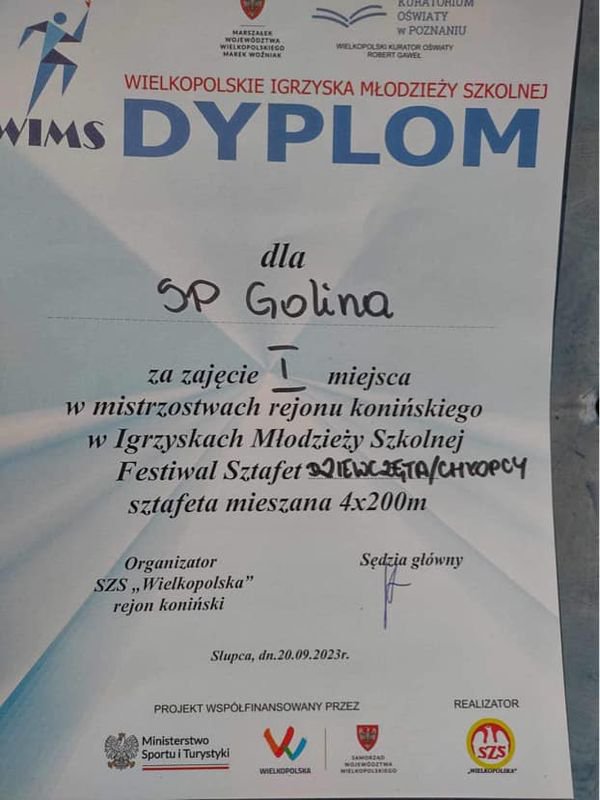 KURATORIUM
OŚWIATY
w POZNANIU
MARSZAŁEK
WOJEWÓDZTWA
WIELKOPOLSKIEGO
MAREK WOŹNIAK
WIELKOPOLSKI KURATOR OŚWIATY
ROBERT GAWEŁ
WIMS
WIELKOPOLSKIE IGRZYSKA MŁODZIEŻY SZKOLNEJ
DYPLOM
dla
SP Golina
za zajęcie I miejsca
w mistrzostwach rejonu konińskiego
w Igrzyskach Młodzieży Szkolnej
Festiwal Sztafet DZIEWCZĘTA/CHŁOPCY
sztafeta mieszana 4x200m
Organizator
SZS „Wielkopolska”
rejon koniński
Sędzia główny
Słupca, dn.20.09.2023r.
PROJEKT WSPÓŁFINANSOWANY PRZEZ
REALIZATOR
Ministerstwo
Sportu i Turystyki
WIELKOPOLSKA
SAMORZĄD
WOJEWÓDZTWA
WIELKOPOLSKIEGO
SZS
„WIELKOPOLSKA”